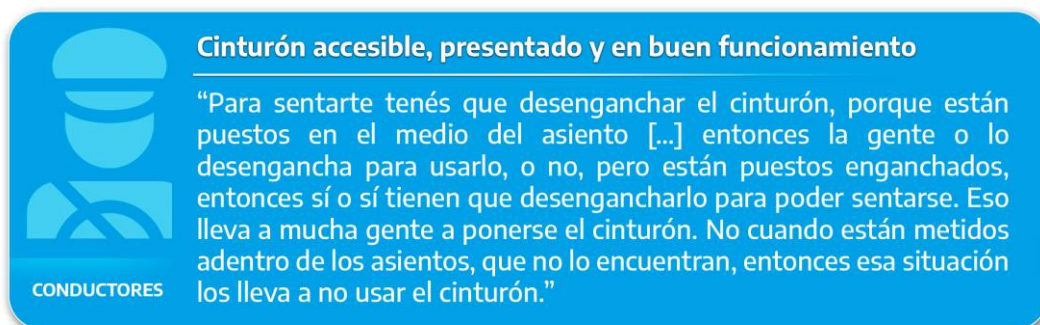 Cinturón accesible, presentado y en buen funcionamiento
“Para sentarte tenés que desenganchar el cinturón, porque están
puestos en el medio del asiento [...] entonces la gente o lo
desengancha para usarlo, o no, pero están puestos enganchados,
entonces sí o sí tienen que desengancharlo para poder sentarse. Eso
lleva a mucha gente a ponerse el cinturón. No cuando están metidos
adentro de los asientos, que no lo encuentran, entonces esa situación
los lleva a no usar el cinturón.”
CONDUCTORES